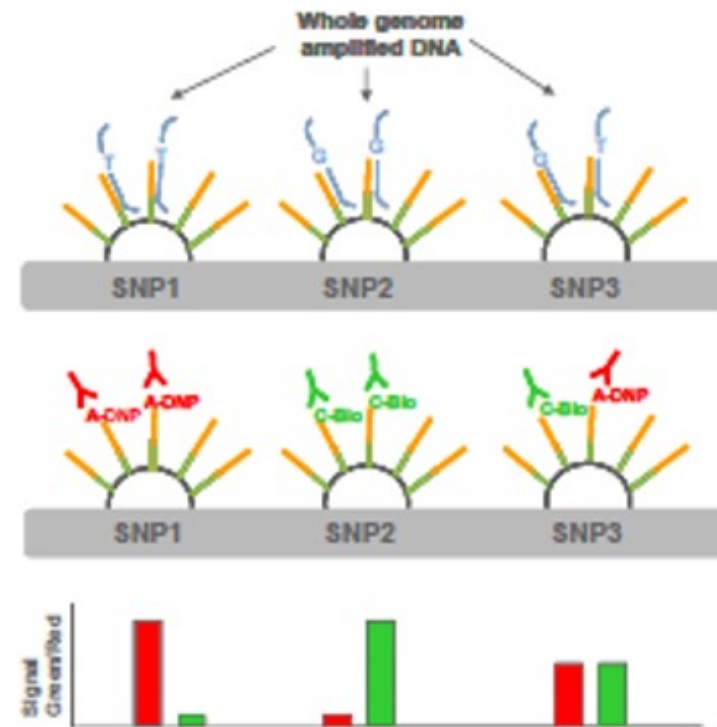 Whole genome
amplified DNA
T T G G G T
SNP1 SNP2 SNP3
A-DNP A-DNP C-Bio C-Bio C-Bio A-DNP
SNP1 SNP2 SNP3
Signal
Green/Red